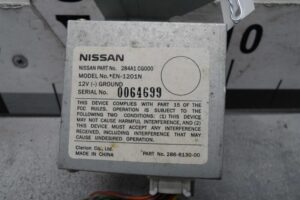 NISSAN
NISSAN PART No. 284A1 CG000
MODEL No. *EN-1201N
12V (-) GROUND
SERIAL No. 0064699
THIS DEVICE COMPLIES WITH PART 15 OF THE
FCC RULES. OPERATION IS SUBJECT TO THE
FOLLOWING TWO CONDITIONS: (1) THIS DEVICE
MAY NOT CAUSE HARMFUL INTERFERENCE, AND (2)
THIS DEVICE MUST ACCEPT ANY INTERFERENCE
RECEIVED, INCLUDING INTERFERENCE THAT MAY
CAUSE UNDESIRED OPERATION.
Clarion Co., Ltd.
MADE IN CHINA
PART No. 286-8130-00